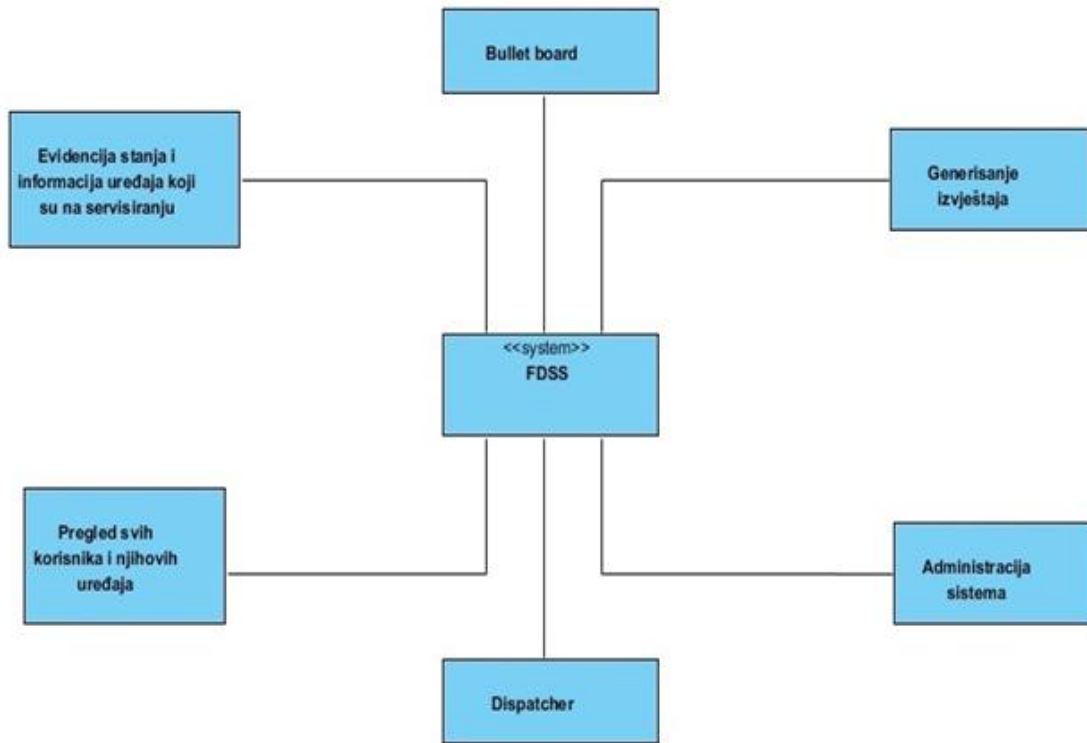 Bullet board
Evidencija stanja i
informacija uređaja koji
su na servisiranju
Generisanje
izvještaja
<<system>>
FDSS
Pregled svih
korisnika i njihovih
uređaja
Administracija
sistema
Dispatcher